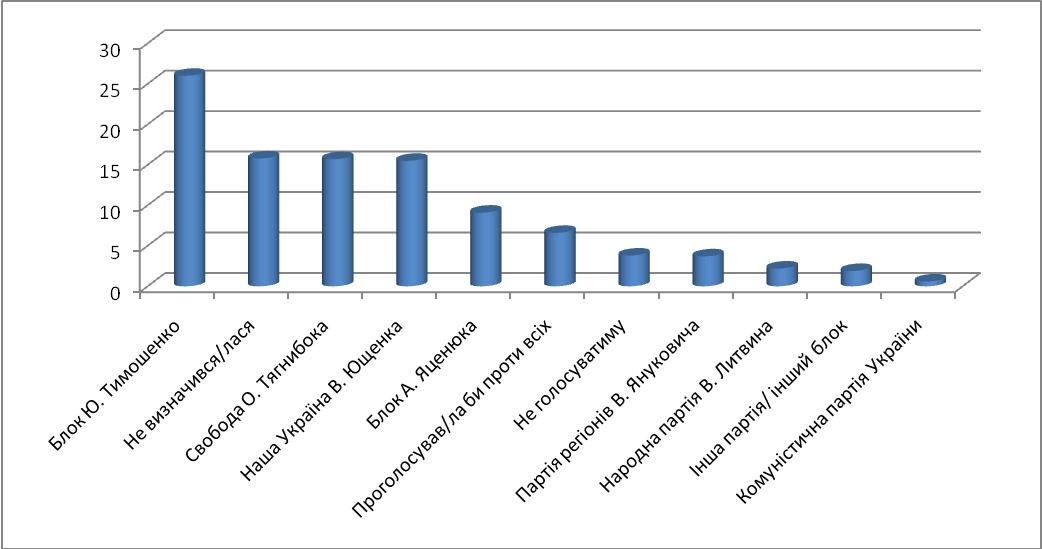 30
25
20
15
10
5
0
Блок Ю. Тимошенко
Не визначився/лася
Свобода О. Тягнибока
Наша Україна В. Ющенка
Блок А. Яценюка
Проголосував/ла би проти всіх
Не голосуватиму
Партія регіонів В. Януковича
Народна партія В. Литвина
Інша партія/ інший блок
Комуністична партія України